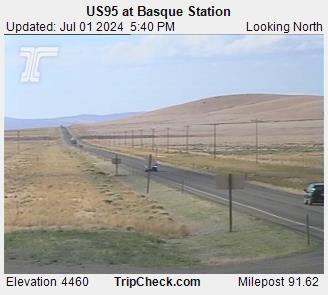 US95 at Basque Station
Updated: Jul 01 2024 5:40 PM Looking North
Elevation 4460 TripCheck.com Milepost 91.62